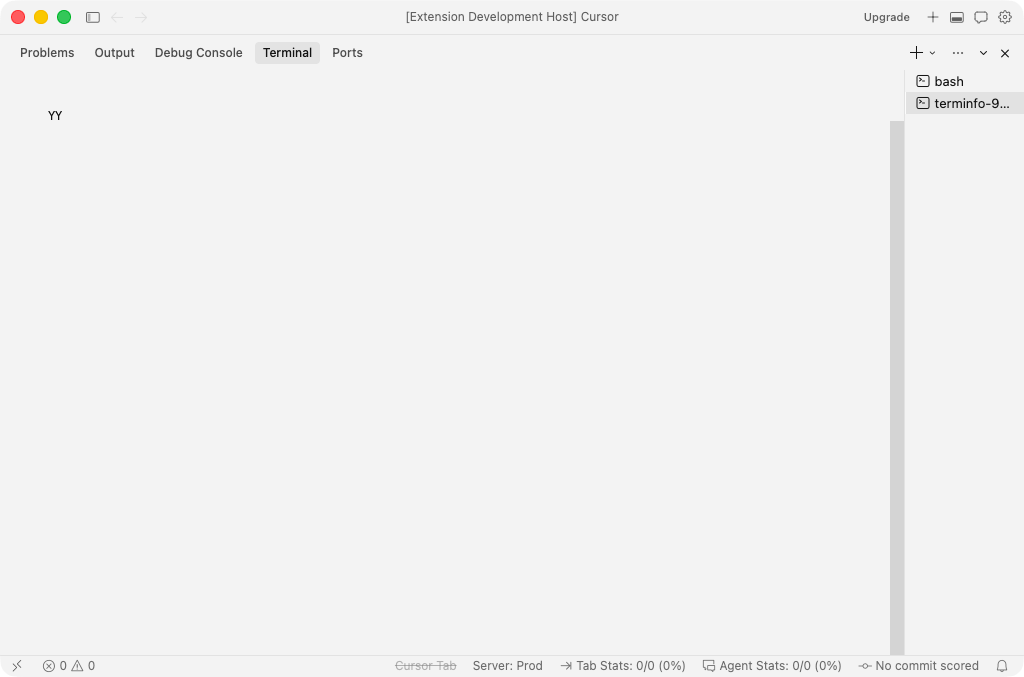 [Extension Development Host] Cursor
Upgrade
Problems Output Debug Console Terminal Ports
bash
terminfo-9...
YY
0 0 Cursor Tab Server: Prod Tab Stats: 0/0 (0%) Agent Stats: 0/0 (0%) No commit scored